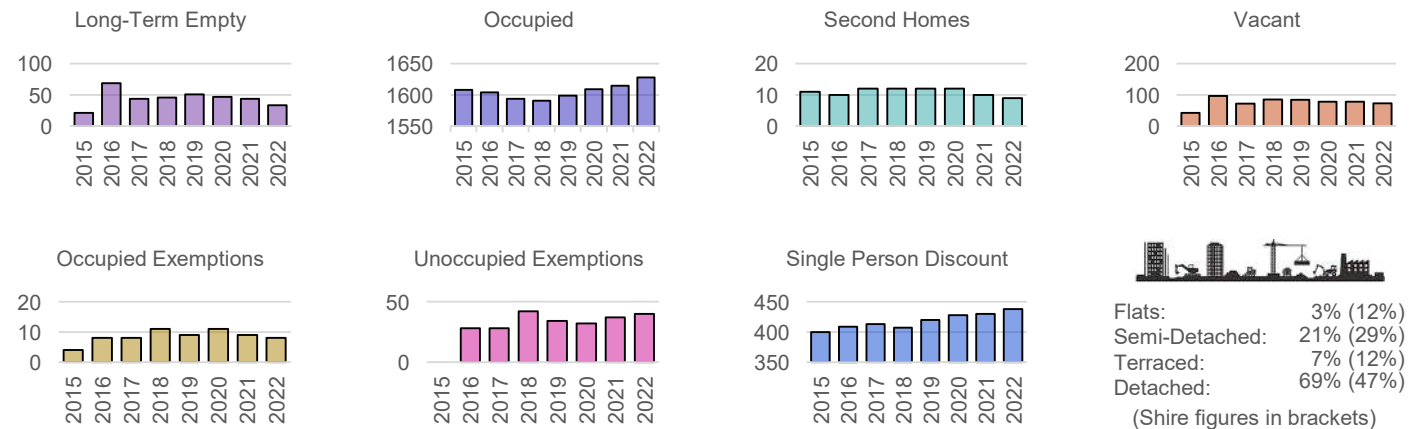 Long-Term Empty
100
50
0
2015 2016 2017 2018 2019 2020 2021 2022
Occupied
1650
1600
1550
2015 2016 2017 2018 2019 2020 2021 2022
Second Homes
20
10
0
2015 2016 2017 2018 2019 2020 2021 2022
Vacant
200
100
0
2015 2016 2017 2018 2019 2020 2021 2022
Occupied Exemptions
20
10
0
2015 2016 2017 2018 2019 2020 2021 2022
Unoccupied Exemptions
50
0
2015 2016 2017 2018 2019 2020 2021 2022
Single Person Discount
450
400
350
2015 2016 2017 2018 2019 2020 2021 2022
Flats: 3% (12%)
Semi-Detached: 21% (29%)
Terraced: 7% (12%)
Detached: 69% (47%)
(Shire figures in brackets)